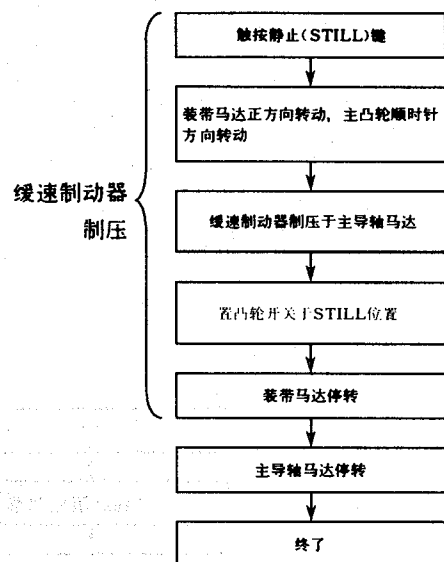 触按静止(STILL)键
装带马达正方向转动，主凸轮顺时针
方向转动
缓速制动器
制压
缓速制动器制压于主导轴马达
置凸轮开关于STILL位置
装带马达停转
主导轴马达停转
终了